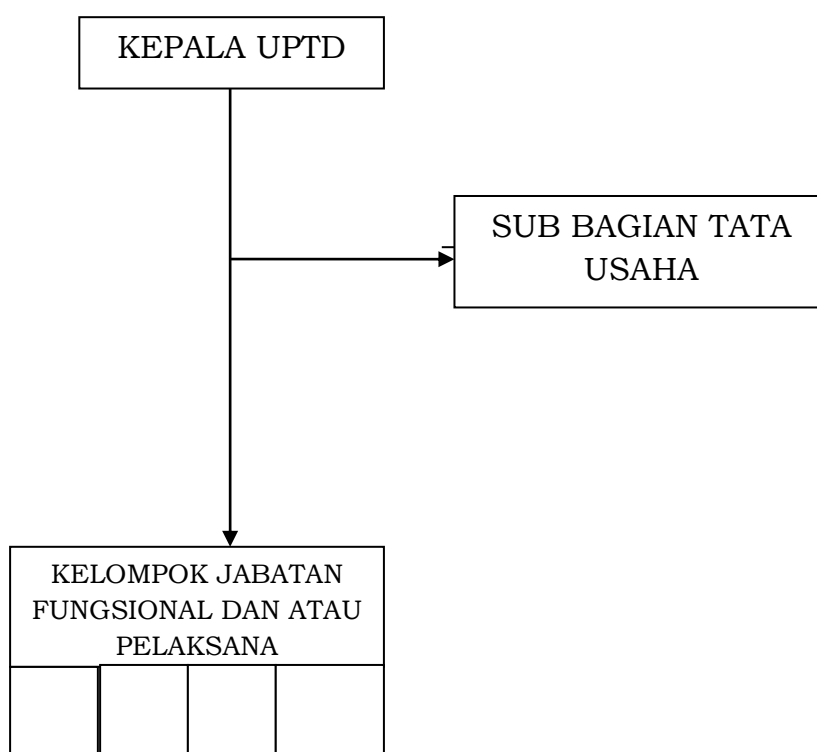 KEPALA UPTD
SUB BAGIAN TATA
USAHA
KELOMPOK JABATAN
FUNGSIONAL DAN ATAU
PELAKSANA